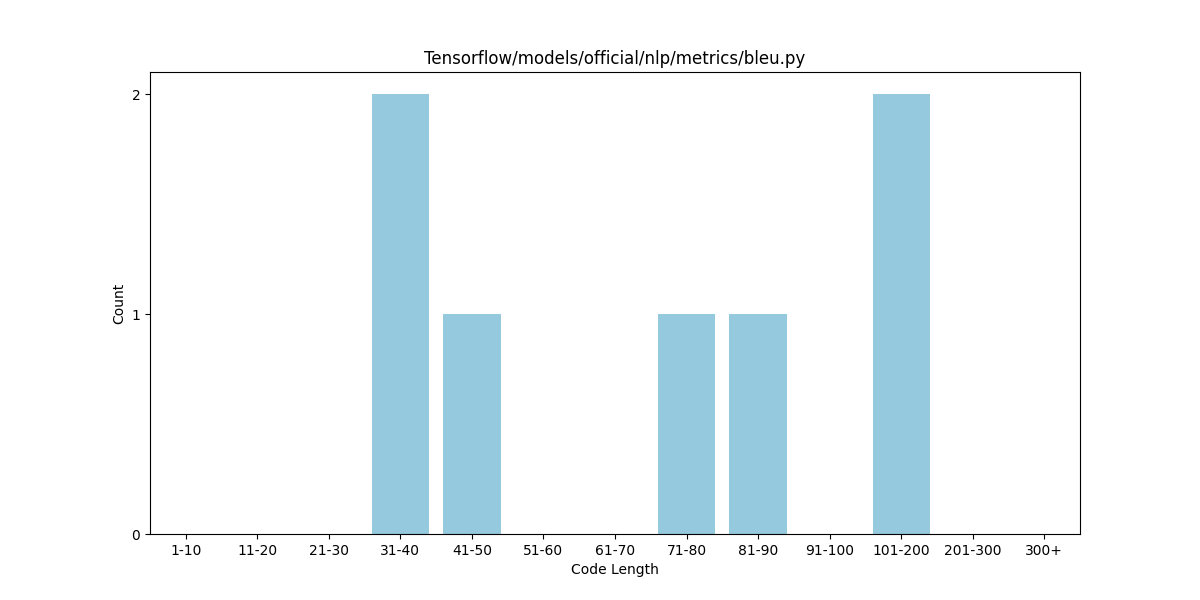 Tensorflow/models/official/nlp/metrics/bleu.py
2
1
0
Count
1-10 11-20 21-30 31-40 41-50 51-60 61-70 71-80 81-90 91-100 101-200 201-300 300+
Code Length